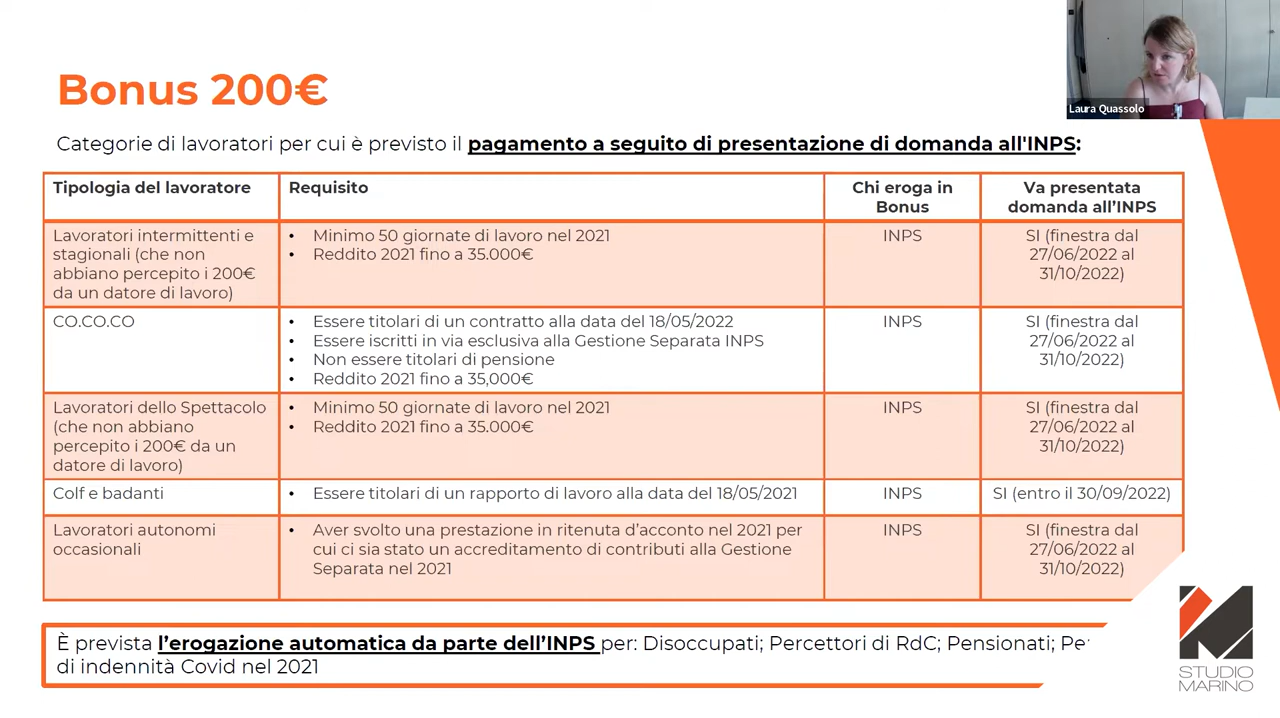 Laura Quassolo
Bonus 200€
Categorie di lavoratori per cui è previsto il pagamento a seguito di presentazione di domanda all'INPS:
Tipologia del lavoratore
Requisito
Chi eroga in
Bonus
Va presentata
domanda all'INPS
Lavoratori intermittenti e
stagionali (che non
abbiano percepito i 200€
da un datore di lavoro)
• Minimo 50 giornate di lavoro nel 2021
• Reddito 2021 fino a 35.000€
INPS
SI (finestra dal
27/06/2022 al
31/10/2022)
CO.CO.CO
• Essere titolari di un contratto alla data del 18/05/2022
• Essere iscritti in via esclusiva alla Gestione Separata INPS
• Non essere titolari di pensione
• Reddito 2021 fino a 35,000€
INPS
SI (finestra dal
27/06/2022 al
31/10/2022)
Lavoratori dello Spettacolo
(che non abbiano
percepito i 200€ da un
datore di lavoro)
• Minimo 50 giornate di lavoro nel 2021
• Reddito 2021 fino a 35.000€
INPS
SI (finestra dal
27/06/2022 al
31/10/2022)
Colf e badanti
• Essere titolari di un rapporto di lavoro alla data del 18/05/2021
INPS
SI (entro il 30/09/2022)
Lavoratori autonomi
occasionali
• Aver svolto una prestazione in ritenuta d'acconto nel 2021 per
cui ci sia stato un accreditamento di contributi alla Gestione
Separata nel 2021
INPS
SI (finestra dal
27/06/2022 al
31/10/2022)
È prevista l'erogazione automatica da parte dell'INPS per: Disoccupati; Percettori di RdC; Pensionati;
di indennità Covid nel 2021
STUDIO
MARINO